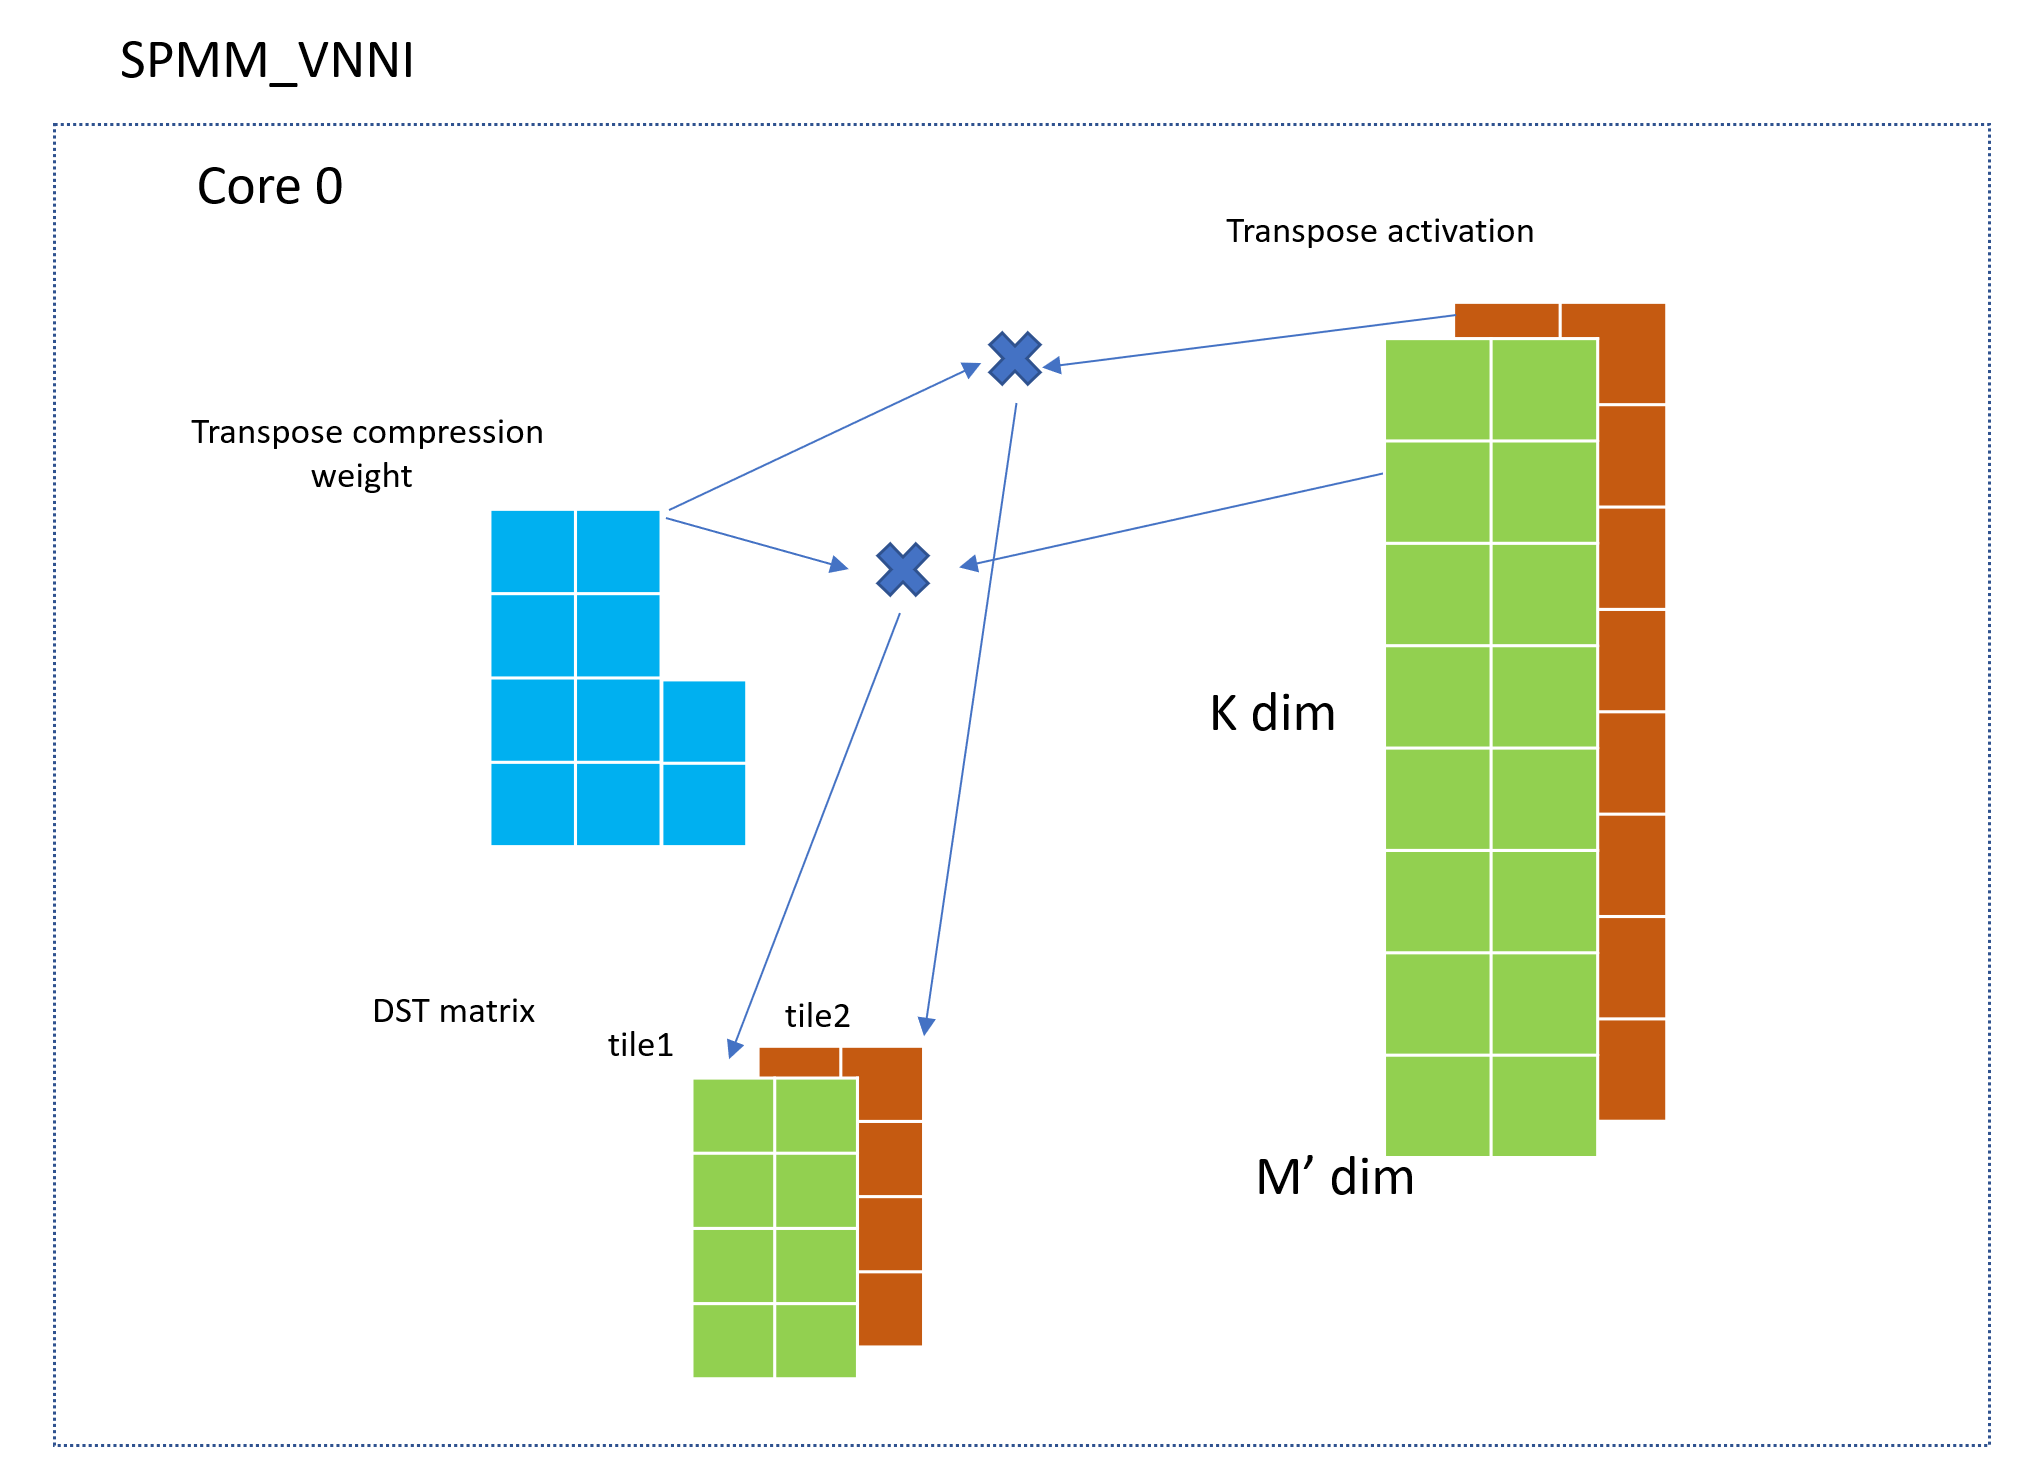 SPMM_VNNI
Core 0
Transpose activation
Transpose compression
weight
K dim
DST matrix
tile1
tile2
M’ dim